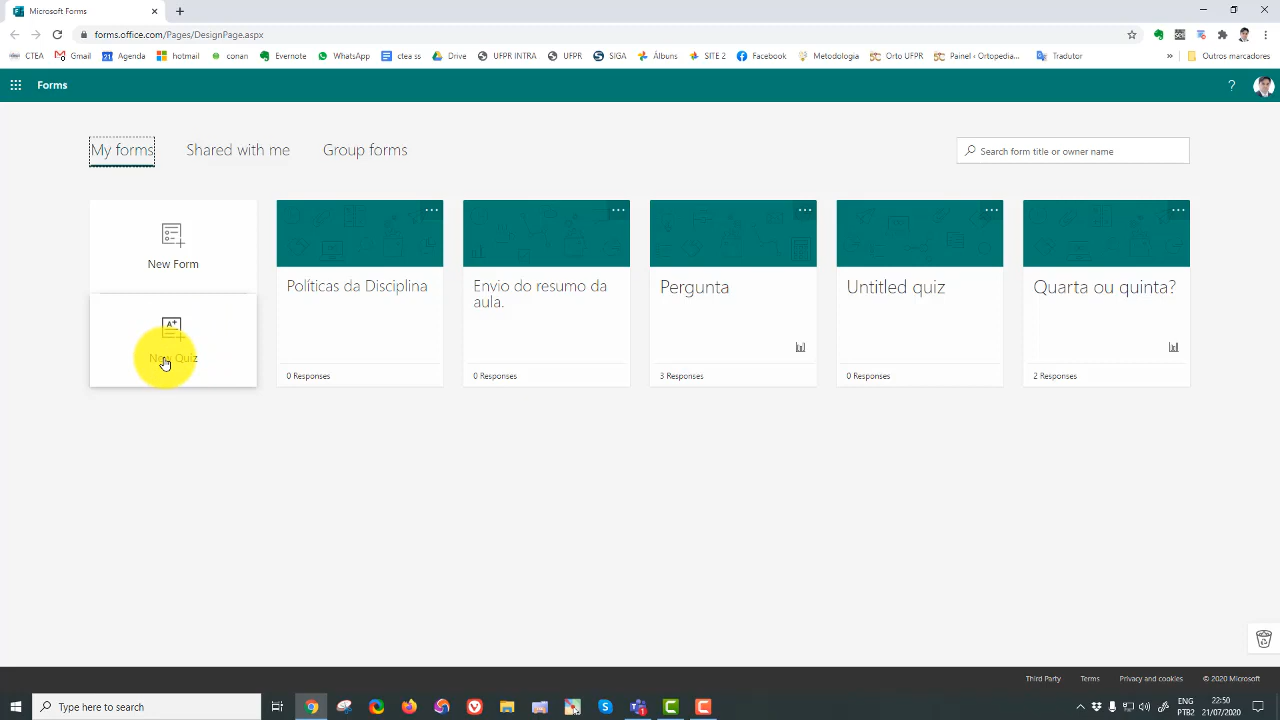 Microsoft Forms
forms.office.com/Pages/DesignPage.aspx
CTEA
Gmail
Agenda
hotmail
conan
Evernote
WhatsApp
ctea ss
Drive
UFPR INTRA
UFPR
SIGA
Álbuns
SITE 2
Facebook
Metodologia
Orto UFPR
Painel ‹ Ortopedia...
Tradutor
»
Outros marcadores
Forms
?
My forms
Shared with me
Group forms
Search form title or owner name
New Form
New Quiz
Políticas da Disciplina
0 Responses
Envio do resumo da
aula.
0 Responses
Pergunta
3 Responses
Untitled quiz
0 Responses
Quarta ou quinta?
2 Responses
Third Party
Terms
Privacy and cookies
© 2020 Microsoft
Type here to search
ENG
PTB2
22:50
21/07/2020